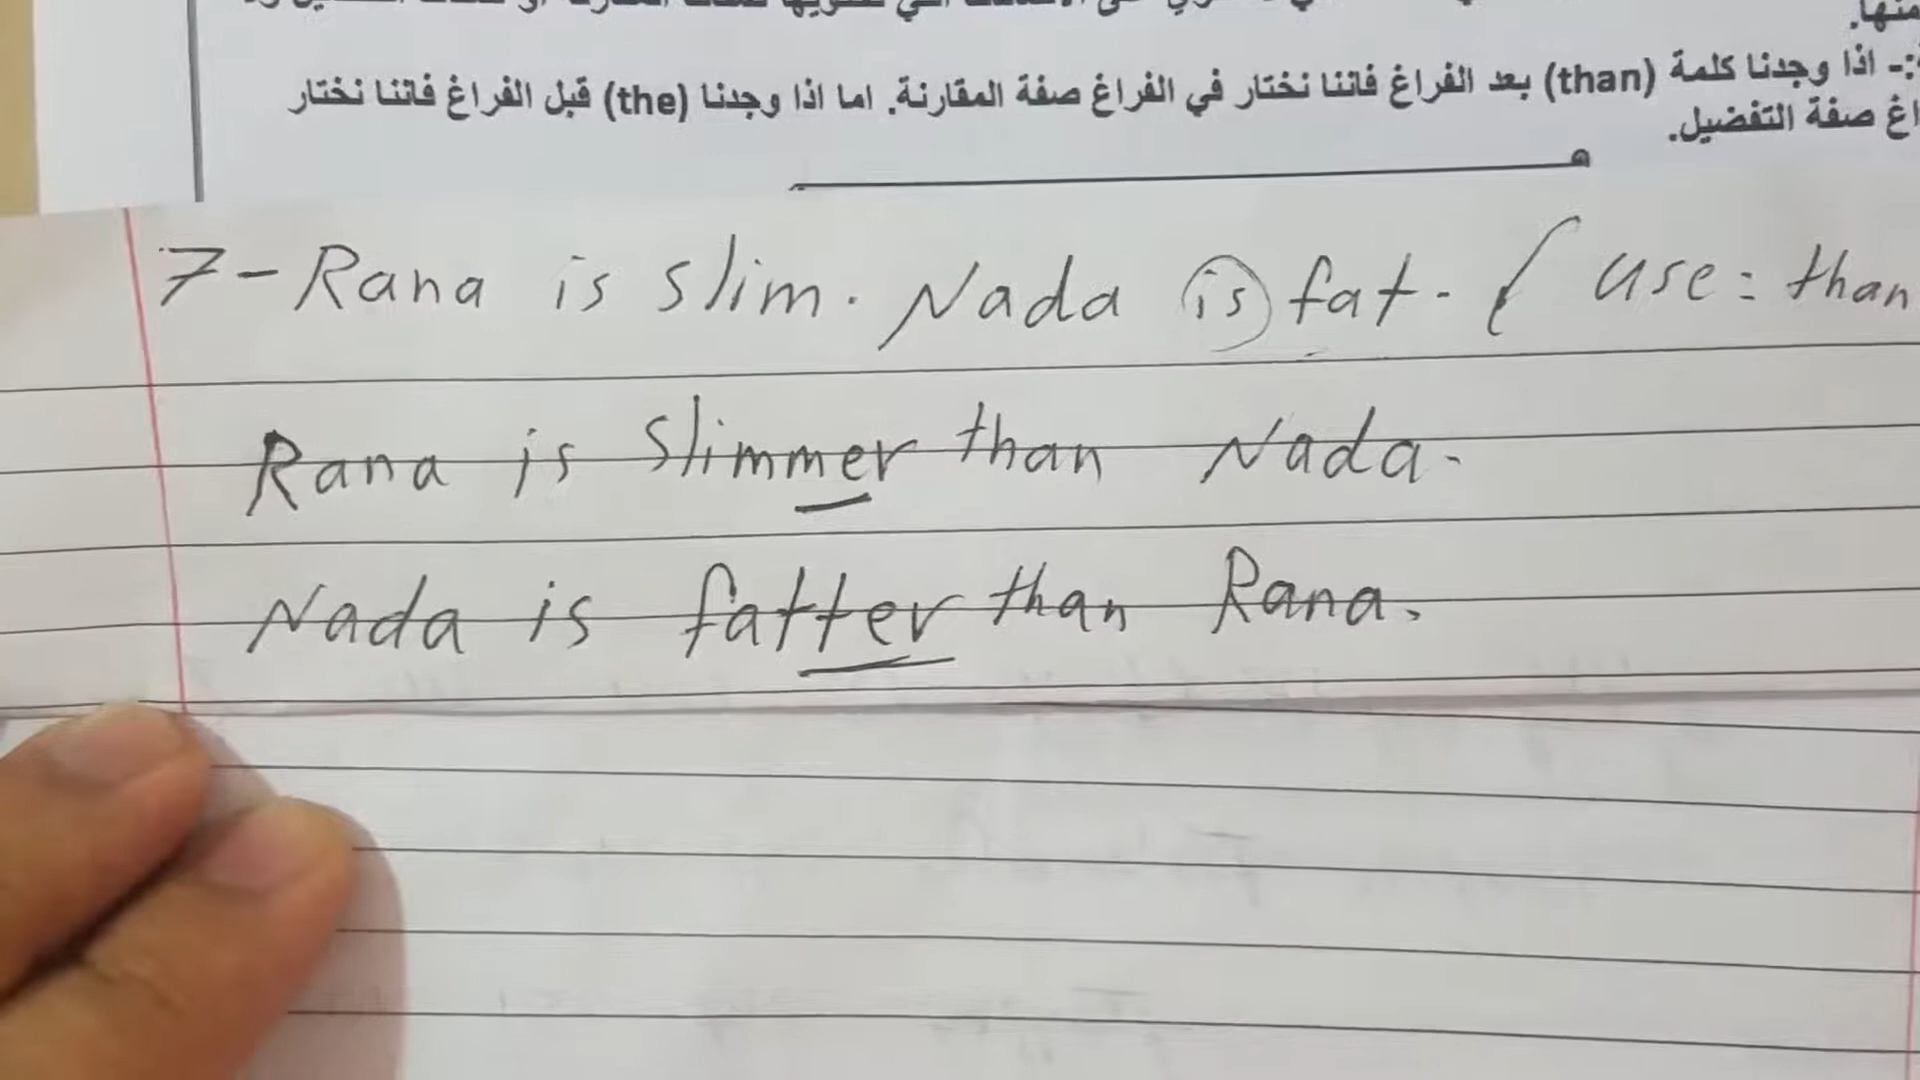 منها.
:- اذا وجدنا كلمة (than) بعد الفراغ فاننا نختار في الفراغ صفة المقارنة. اما اذا وجدنا (the) قبل الفراغ فاننا نختار
اغ صفة التفضيل.
7- Rana is slim. Nada is fat. ( use: than
Rana is slimmer than Nada.
Nada is fatter than Rana.